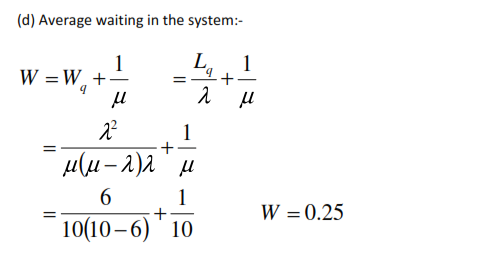 (d) Average waiting in the system:-
W = W_q + 1/μ = L_q/λ + 1/μ
= λ²/μ(μ − λ)λ + 1/μ
= 6/10(10 − 6) + 1/10 W = 0.25